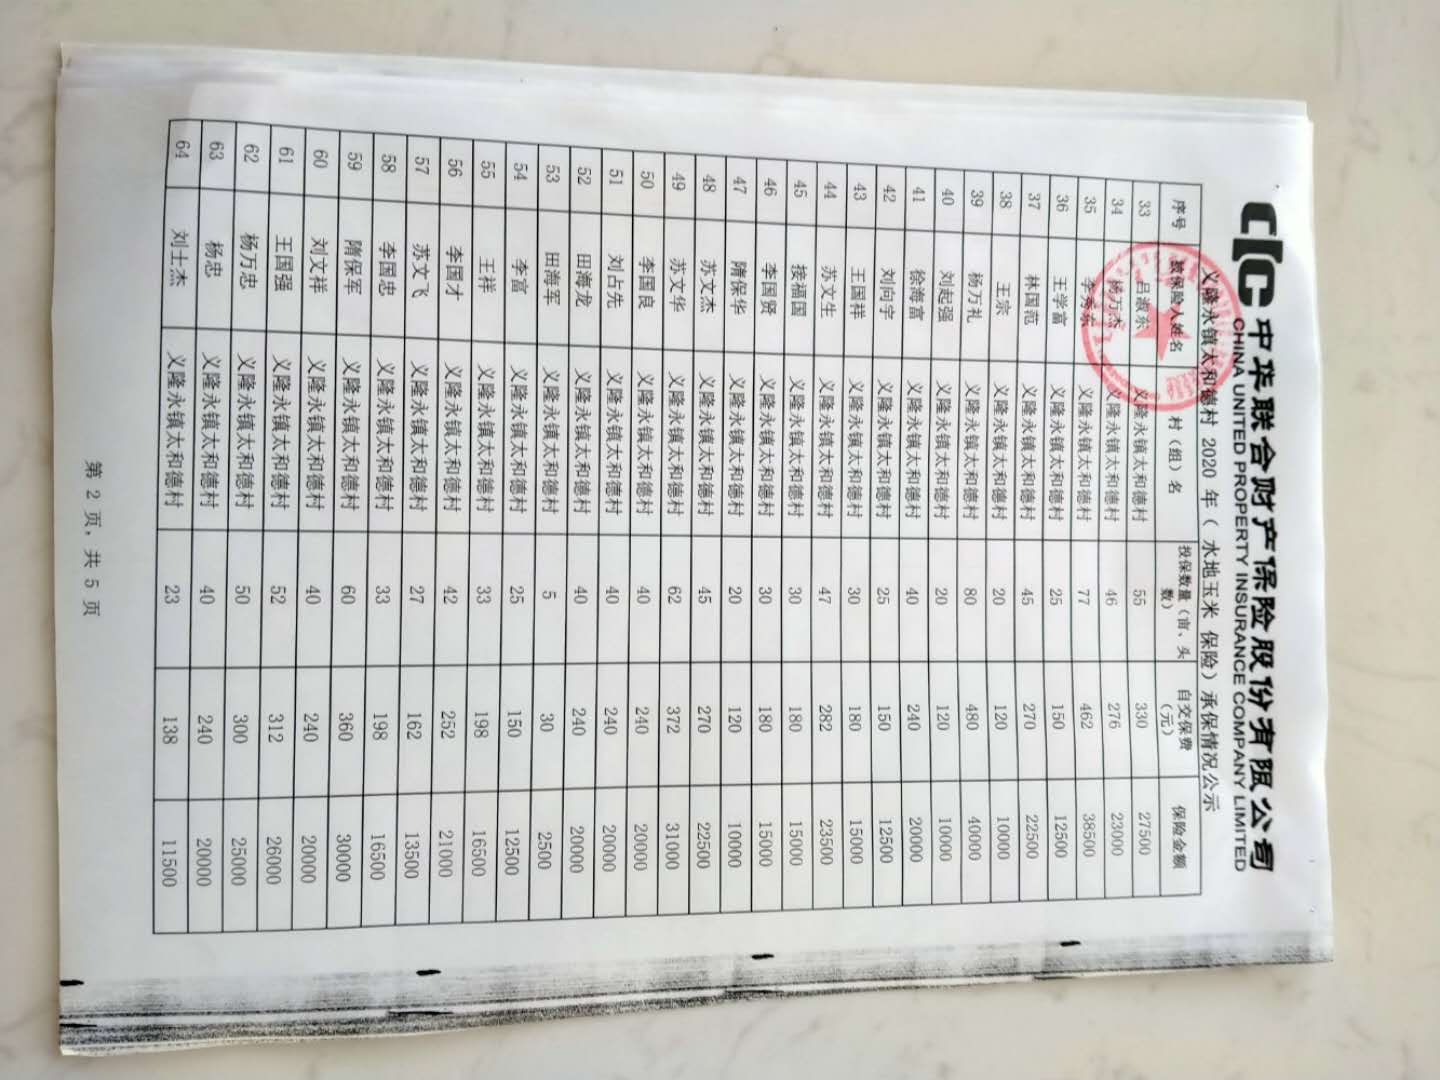 中华联合财产保险股份有限公司
CHINA UNITED PROPERTY INSURANCE COMPANY LIMITED
义隆永镇太和德村 2020 年（ 水地玉米 保险）承保情况公示
序号 被保险人姓名 村（组）名 投保数量（亩、头数） 自交保费（元） 保险金额
33 吕淑东 义隆永镇太和德村 55 330 27500
34 杨万杰 义隆永镇太和德村 46 276 23000
35 李秀东 义隆永镇太和德村 77 462 38500
36 王学富 义隆永镇太和德村 25 150 12500
37 林国范 义隆永镇太和德村 45 270 22500
38 王宗 义隆永镇太和德村 20 120 10000
39 杨万礼 义隆永镇太和德村 80 480 40000
40 刘起强 义隆永镇太和德村 20 120 10000
41 徐海富 义隆永镇太和德村 40 240 20000
42 刘向宇 义隆永镇太和德村 25 150 12500
43 王国祥 义隆永镇太和德村 30 180 15000
44 苏文生 义隆永镇太和德村 47 282 23500
45 接福国 义隆永镇太和德村 30 180 15000
46 李国贤 义隆永镇太和德村 30 180 15000
47 隋保华 义隆永镇太和德村 20 120 10000
48 苏文杰 义隆永镇太和德村 45 270 22500
49 苏文华 义隆永镇太和德村 62 372 31000
50 李国良 义隆永镇太和德村 40 240 20000
51 刘占先 义隆永镇太和德村 40 240 20000
52 田海龙 义隆永镇太和德村 40 240 20000
53 田海军 义隆永镇太和德村 5 30 2500
54 李富 义隆永镇太和德村 25 150 12500
55 王祥 义隆永镇太和德村 33 198 16500
56 李国才 义隆永镇太和德村 42 252 21000
57 苏文飞 义隆永镇太和德村 27 162 13500
58 李国忠 义隆永镇太和德村 33 198 16500
59 隋保军 义隆永镇太和德村 60 360 30000
60 刘文祥 义隆永镇太和德村 40 240 20000
61 王国强 义隆永镇太和德村 52 312 26000
62 杨万忠 义隆永镇太和德村 50 300 25000
63 杨忠 义隆永镇太和德村 40 240 20000
64 刘士杰 义隆永镇太和德村 23 138 11500
第 2 页，共 5 页